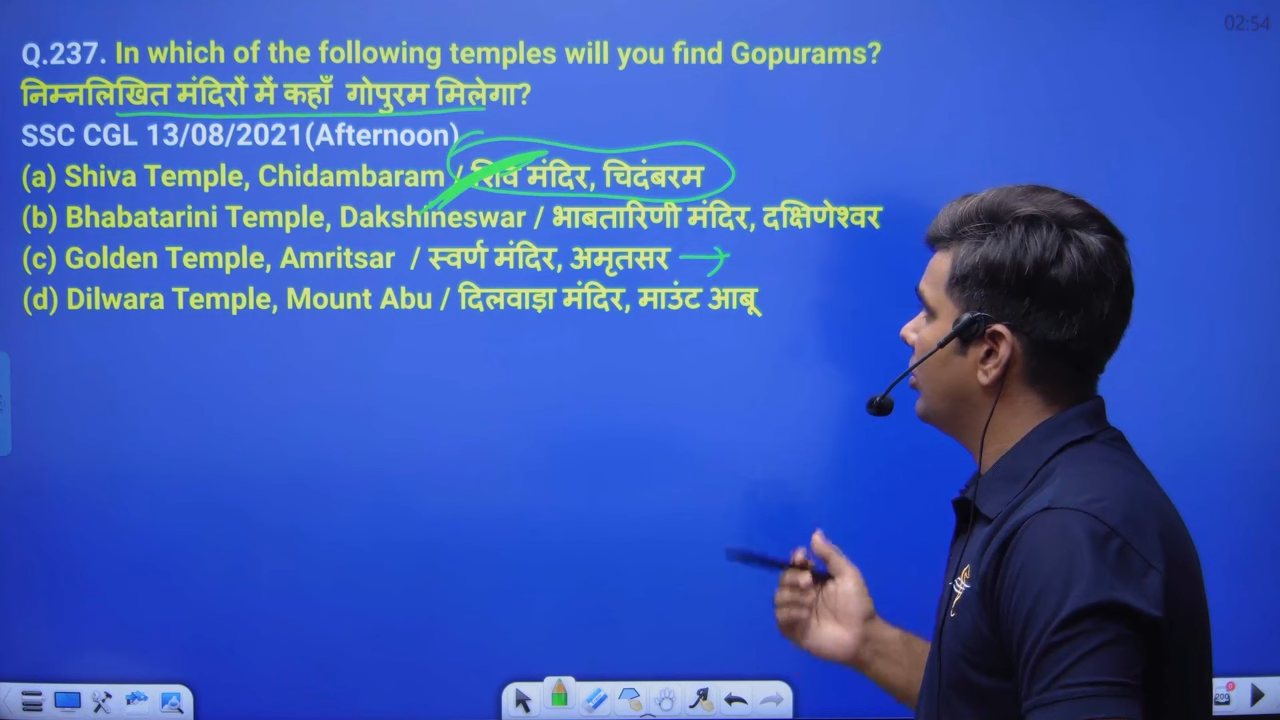 02:54
Q.237. In which of the following temples will you find Gopurams?
निम्नलिखित मंदिरों में कहाँ गोपुरम मिलेगा?
SSC CGL 13/08/2021(Afternoon)
(a) Shiva Temple, Chidambaram / शिव मंदिर, चिदंबरम
(b) Bhabatarini Temple, Dakshineswar / भाबतारिणी मंदिर, दक्षिणेश्वर
(c) Golden Temple, Amritsar / स्वर्ण मंदिर, अमृतसर
(d) Dilwara Temple, Mount Abu / दिलवाड़ा मंदिर, माउंट आबू